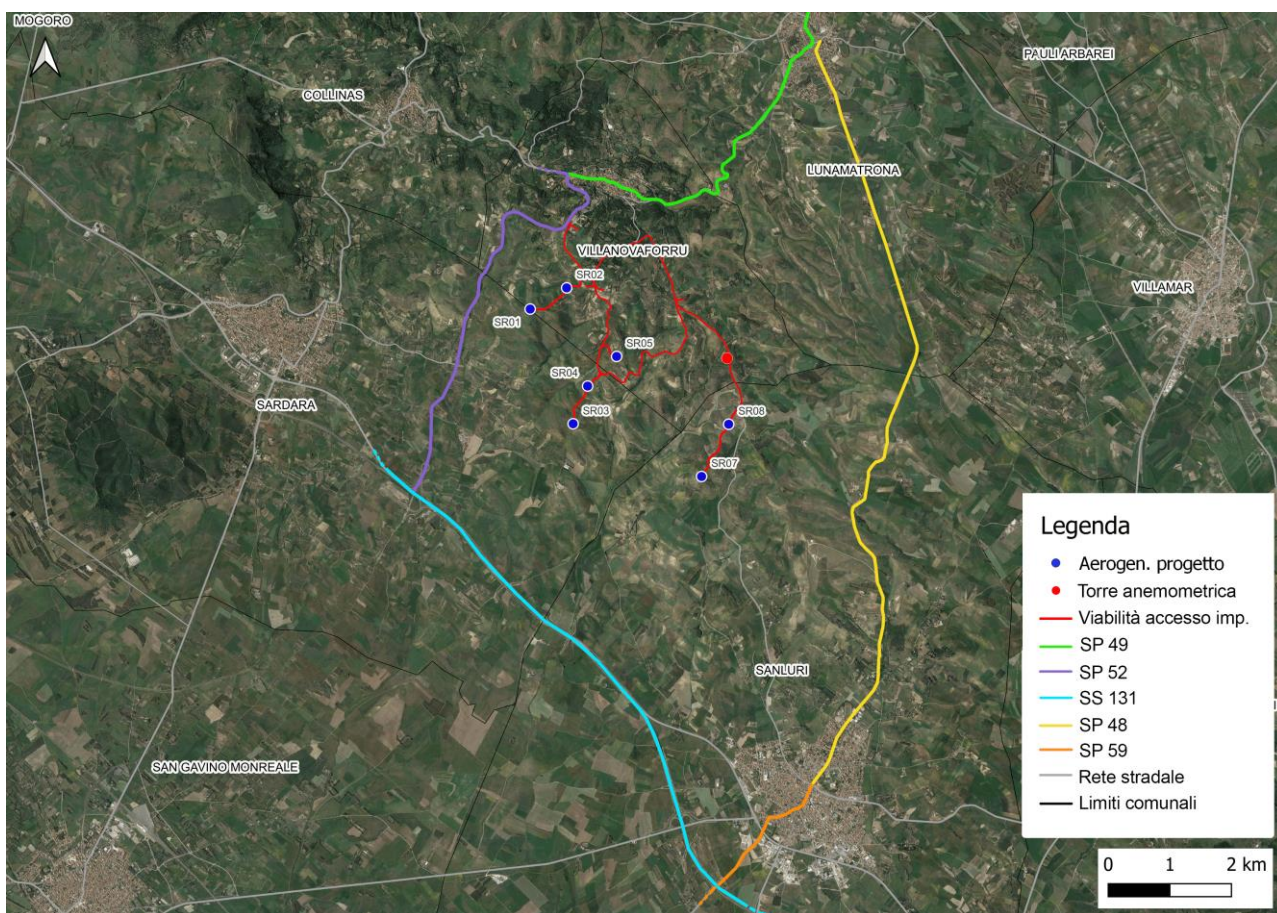 MOGORO
PAULI ARBAREI
COLLINAS
LUNAMATRONA
VILLANOVAFORRU
SR02
VILLAMAR
SR01
SR05
SR04
SARDARA
SR03
SR08
SR07
SANLURI
SAN GAVINO MONREALE
Legenda
Aerogen. progetto
Torre anemometrica
Viabilità accesso imp.
SP 49
SP 52
SS 131
SP 48
SP 59
Rete stradale
Limiti comunali
0 1 2 km